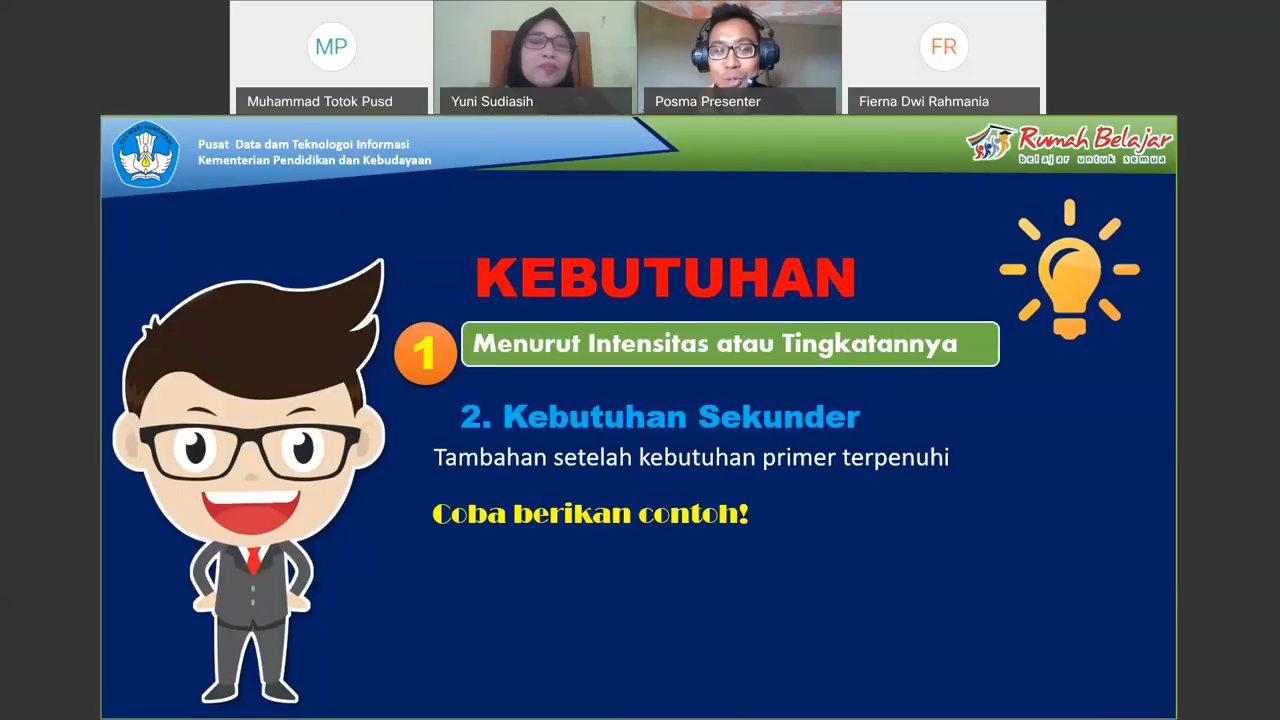 MP
FR
Muhammad Totok Pusd
Yuni Sudiasih
Posma Presenter
Fierna Dwi Rahmania
Pusat Data dam Teknologoi Informasi
Kementerian Pendidikan dan Kebudayaan
Rumah Belajar
belajar untuk semua
KEBUTUHAN
1
Menurut Intensitas atau Tingkatannya
2. Kebutuhan Sekunder
Tambahan setelah kebutuhan primer terpenuhi
Coba berikan contoh!